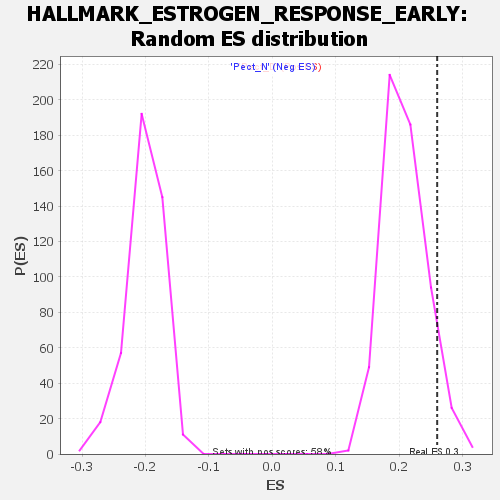 HALLMARK_ESTROGEN_RESPONSE_EARLY:
Random ES distribution
'Pect_N' (Neg ES)
220
200
180
160
140
120
100
80
60
40
20
0
P(ES)
Sets with pos scores: 58%
Real ES 0.3
-0.3 -0.2 -0.1 0.0 0.1 0.2 0.3
ES